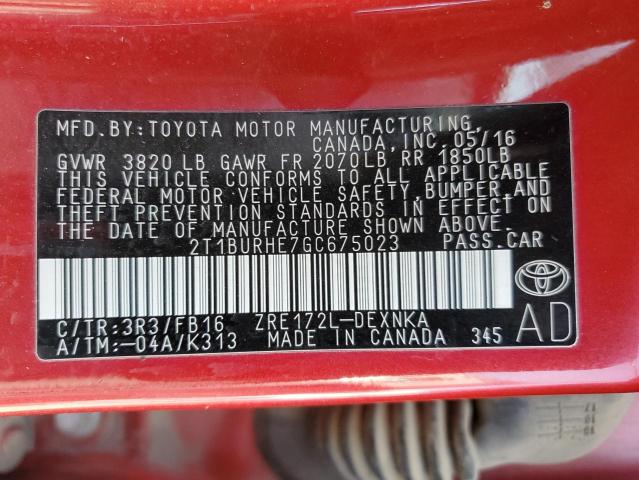 MFD.BY:TOYOTA MOTOR MANUFACTURING,
CANADA, INC. 05/16
GVWR 3820 LB GAWR FR 2070LB, RR 1850LB
THIS VEHICLE CONFORMS TO ALL APPLICABLE
FEDERAL MOTOR VEHICLE SAFETY, BUMPER, AND
THEFT PREVENTION STANDARDS IN EFFECT ON
THE DATE OF MANUFACTURE SHOWN ABOVE.
2T1BURHE7GC675023 PASS.CAR
C/TR:3R3/FB16 ZRE172L-DEXNKA
A/TM:-04A/K313 MADE IN CANADA 345 AD